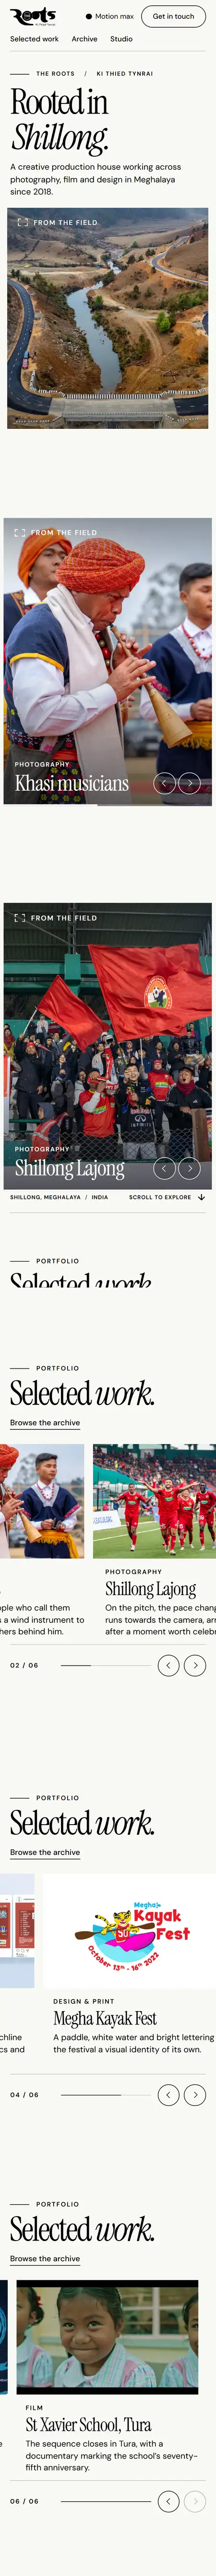 Roots
Motion max
Get in touch
Selected work
Archive
Studio
THE ROOTS / KI THIED TYNRAI
Rooted in
Shillong.
A creative production house working across
photography, film and design in Meghalaya
since 2018.
FROM THE FIELD
FROM THE FIELD
PHOTOGRAPHY
Khasi musicians
FROM THE FIELD
INFINITY
PHOTOGRAPHY
Shillong Lajong
SHILLONG, MEGHALAYA / INDIA
SCROLL TO EXPLORE
PORTFOLIO
Selected work.
PORTFOLIO
Selected work.
Browse the archive
PHOTOGRAPHY
Shillong Lajong
ople who call them
s a wind instrument to
hers behind him.
On the pitch, the pace chang
runs towards the camera, arr
after a moment worth celebr
02 / 06
PORTFOLIO
Selected work.
Browse the archive
Megha
Kayak
Fest
October 13th - 16th 2022
DESIGN & PRINT
Megha Kayak Fest
chline
cs and
A paddle, white water and bright lettering
the festival a visual identity of its own.
04 / 06
PORTFOLIO
Selected work.
Browse the archive
FILM
St Xavier School, Tura
e
The sequence closes in Tura, with a
documentary marking the school's seventy-
fifth anniversary.
06 / 06